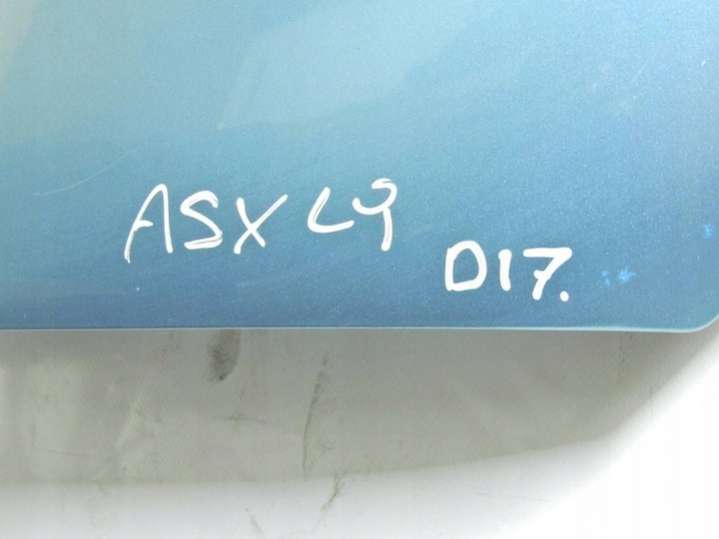 ASX L9
D17.